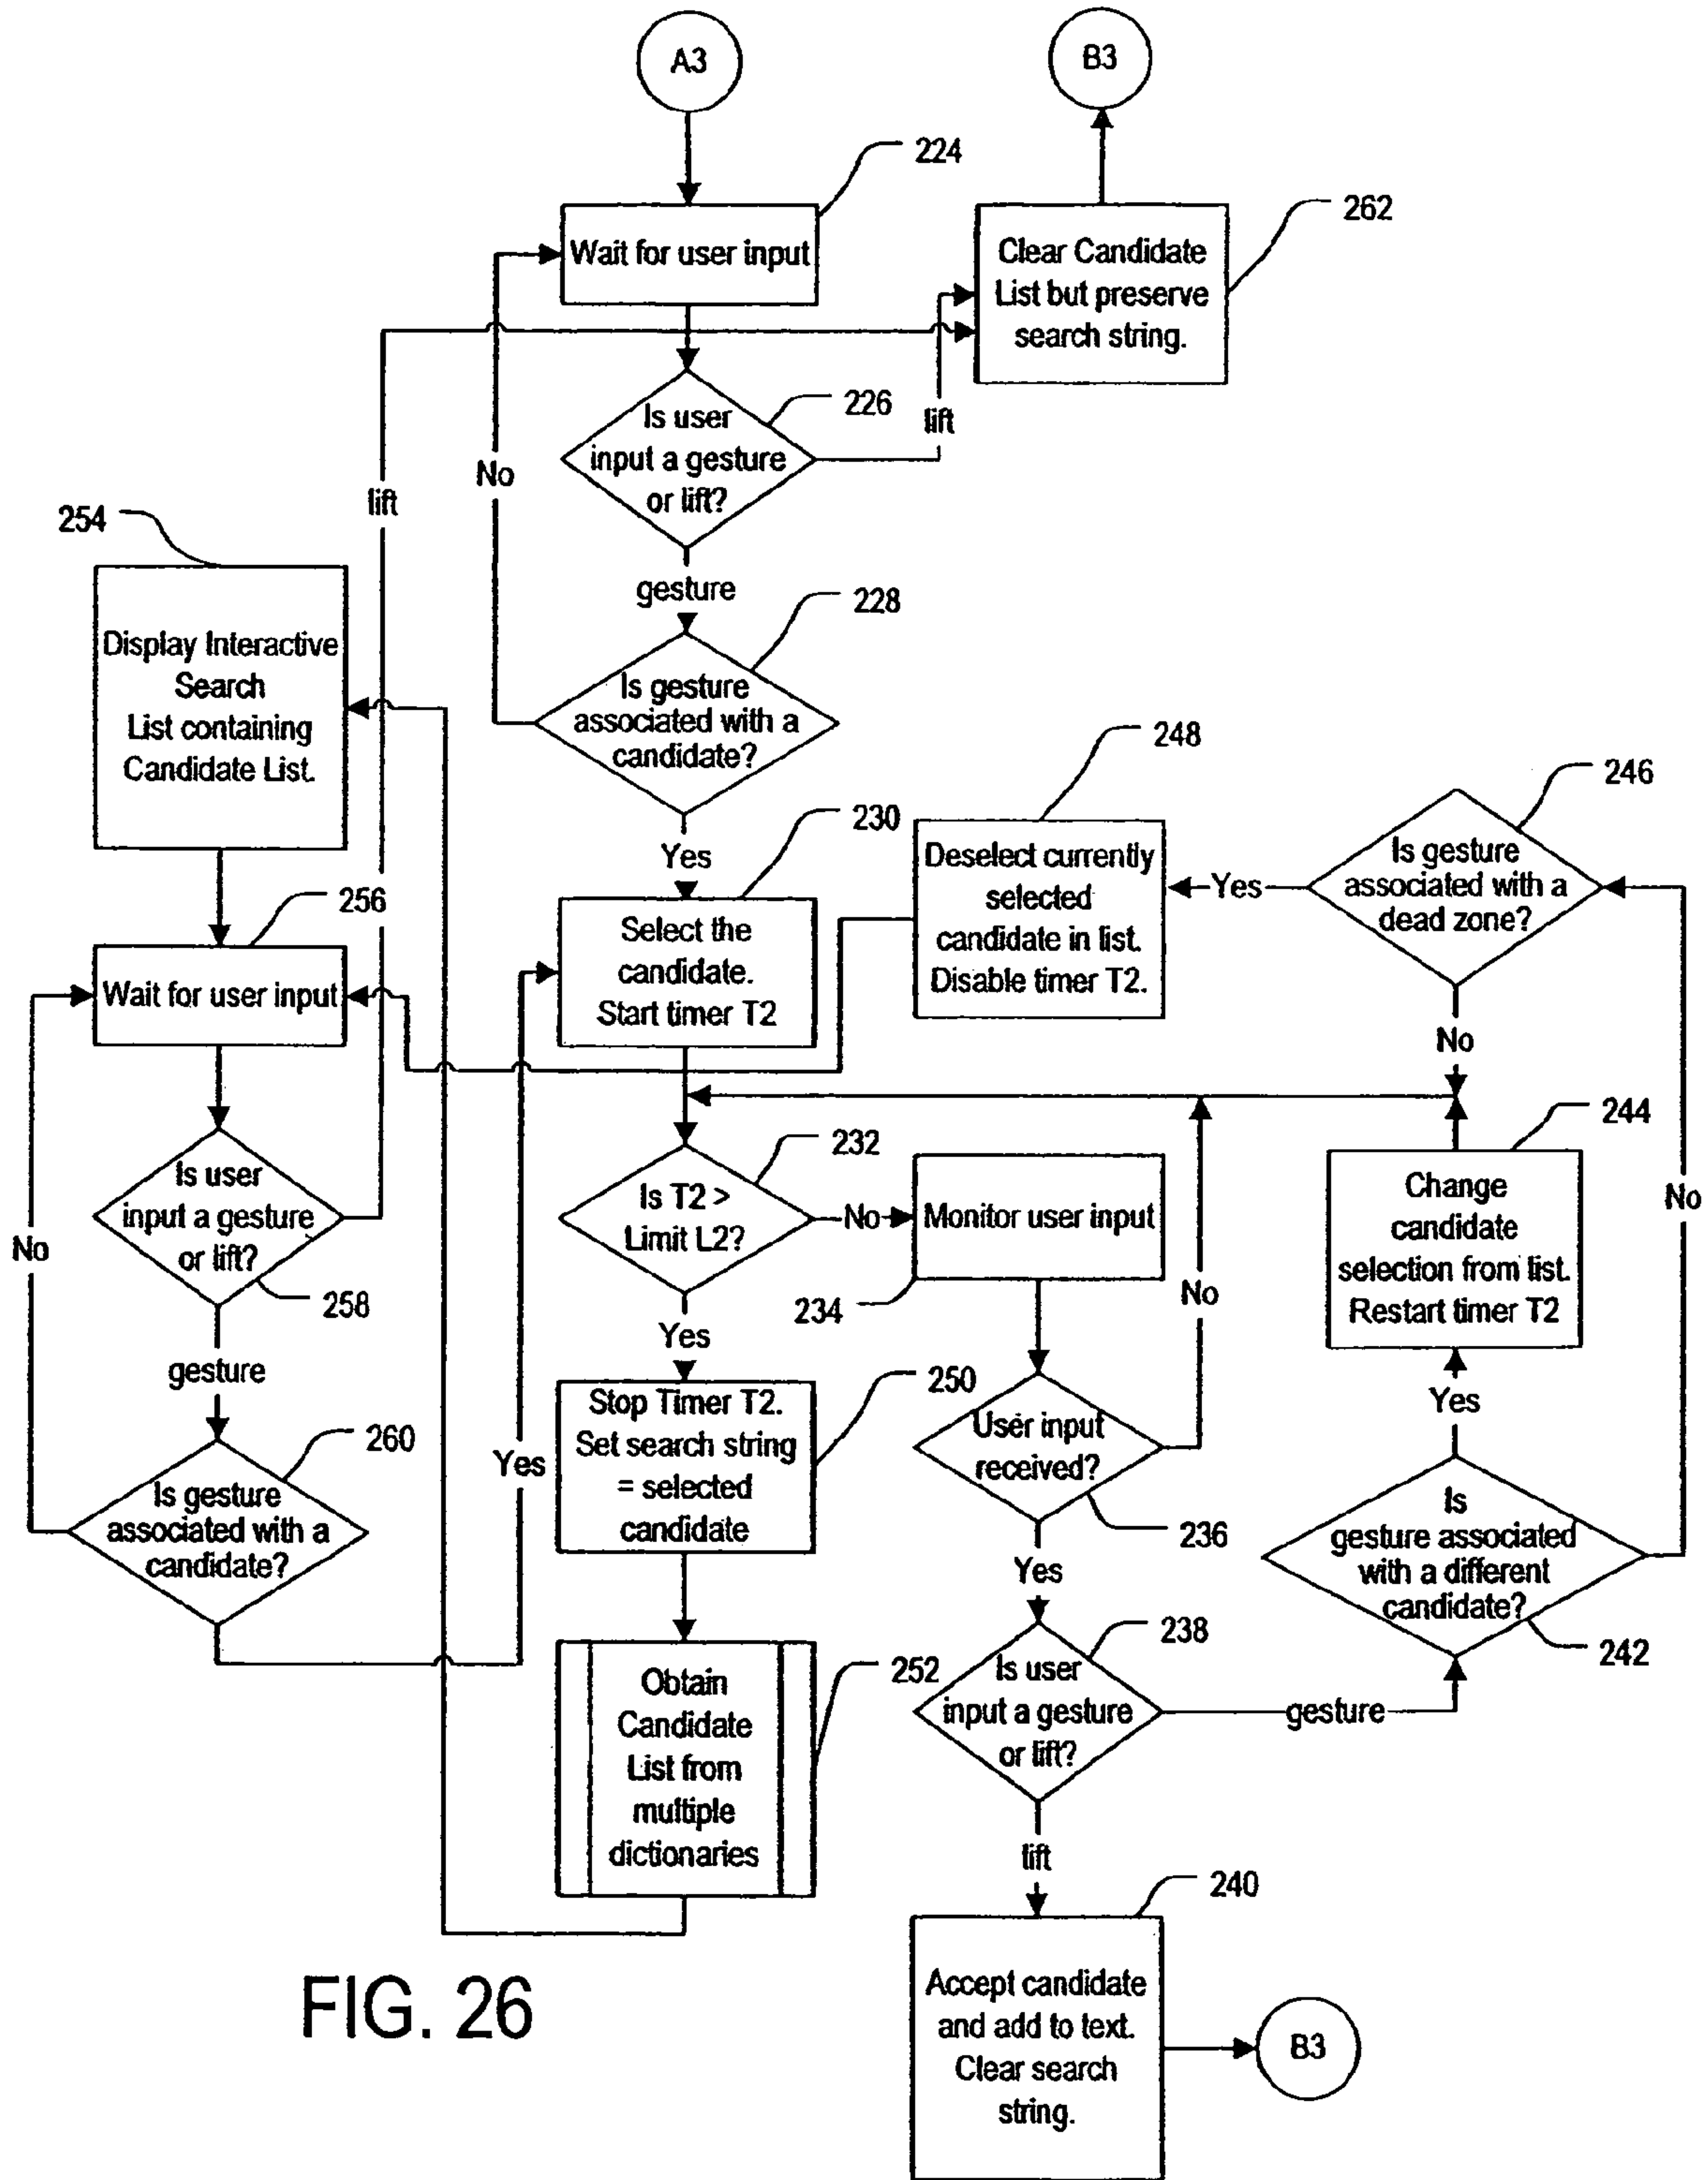 A3
B3
224
Wait for user input
262
Clear Candidate
List but preserve
search string.
226
Is user
input a gesture
or lift?
lift
No
lift
gesture
254
Display Interactive
Search
List containing
Candidate List.
228
Is gesture
associated with a
candidate?
Yes
248
Deselect currently
selected
candidate in list.
Disable timer T2.
Yes
246
Is gesture
associated with a
dead zone?
No
230
Select the
candidate.
Start timer T2
256
Wait for user input
Is user
input a gesture
or lift?
258
No
gesture
232
Is T2 >
Limit L2?
No
Monitor user input
234
No
244
Change
candidate
selection from list.
Restart timer T2
No
Yes
Yes
250
Stop Timer T2.
Set search string
= selected
candidate
User input
received?
236
Yes
Is
gesture associated
with a different
candidate?
242
260
Is gesture
associated with a
candidate?
Yes
252
Obtain
Candidate
List from
multiple
dictionaries
238
Is user
input a gesture
or lift?
gesture
lift
240
Accept candidate
and add to text.
Clear search
string.
B3
FIG. 26